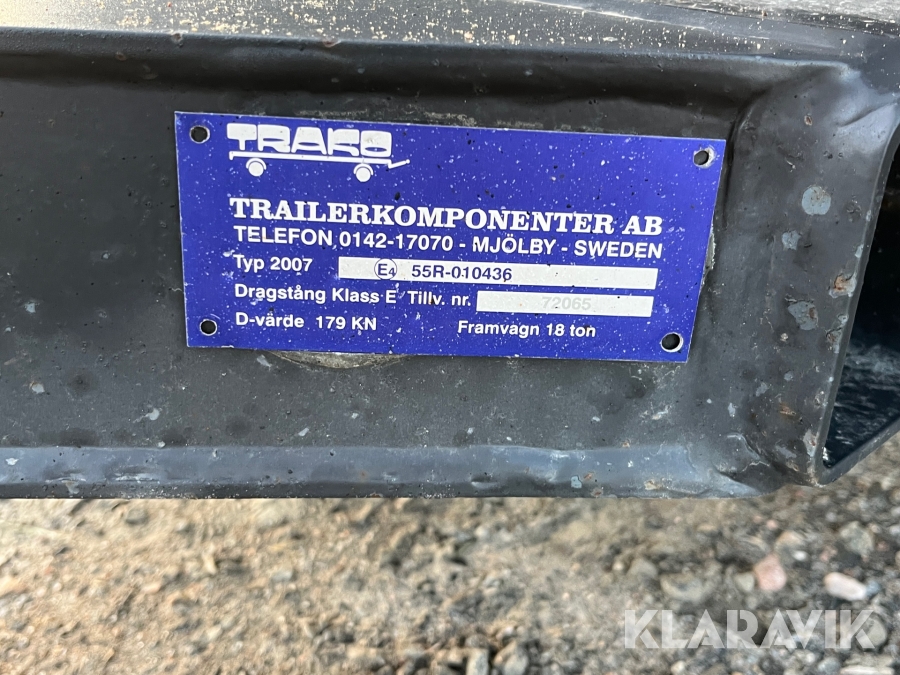 TRAKO
TRAILERKOMPONENTER AB
TELEFON 0142-17070 - MJÖLBY - SWEDEN
Typ 2007 E4 55R-010436
Dragstång Klass E Tillv. nr. 72065
D-värde 179 KN Framvagn 18 ton
KLARAVIK